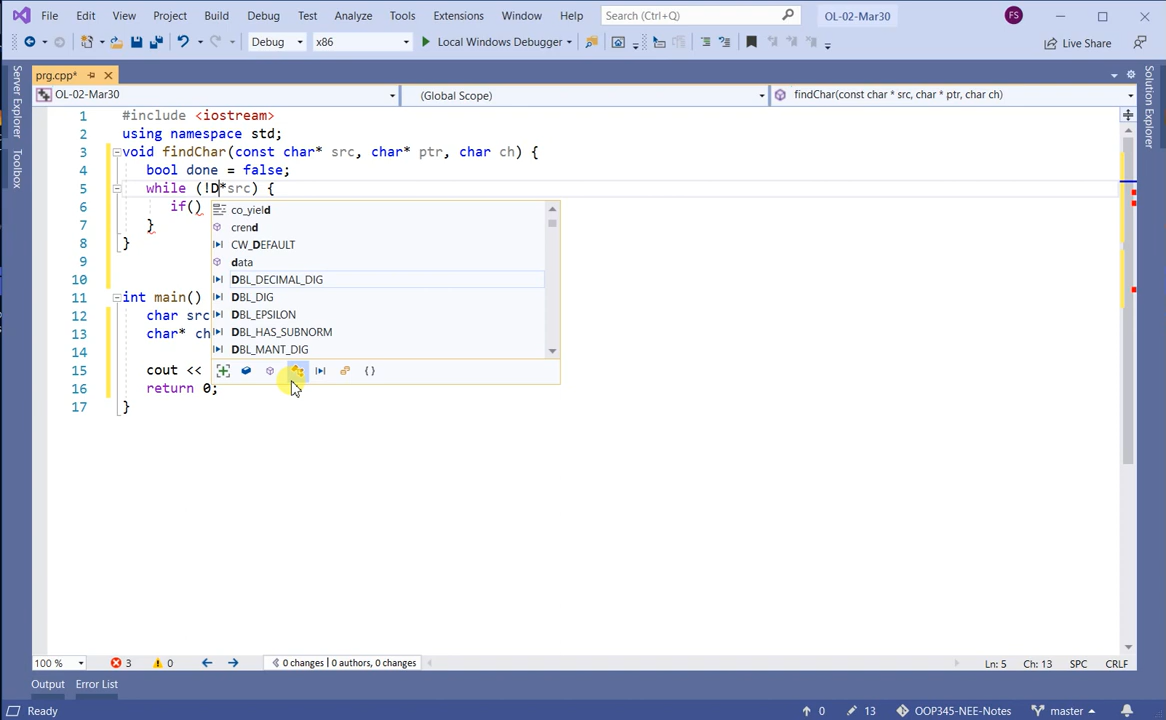 File Edit View Project Build Debug Test Analyze Tools Extensions Window Help Search (Ctrl+Q) OL-02-Mar30 FS
Debug x86 Local Windows Debugger Live Share
prg.cpp*
OL-02-Mar30 (Global Scope) findChar(const char * src, char * ptr, char ch)
Server Explorer
Toolbox
Solution Explorer
1 #include <iostream>
2 using namespace std;
3 void findChar(const char* src, char* ptr, char ch) {
4 bool done = false;
5 while (!D*src) {
6 if()
7 }
8 }
9
10
11 int main()
12 char src
13 char* ch
14
15 cout <<
16 return 0;
17 }
co_yield
crend
CW_DEFAULT
data
DBL_DECIMAL_DIG
DBL_DIG
DBL_EPSILON
DBL_HAS_SUBNORM
DBL_MANT_DIG
100 % 3 0 0 changes | 0 authors, 0 changes Ln: 5 Ch: 13 SPC CRLF
Output Error List
Ready 0 13 OOP345-NEE-Notes master